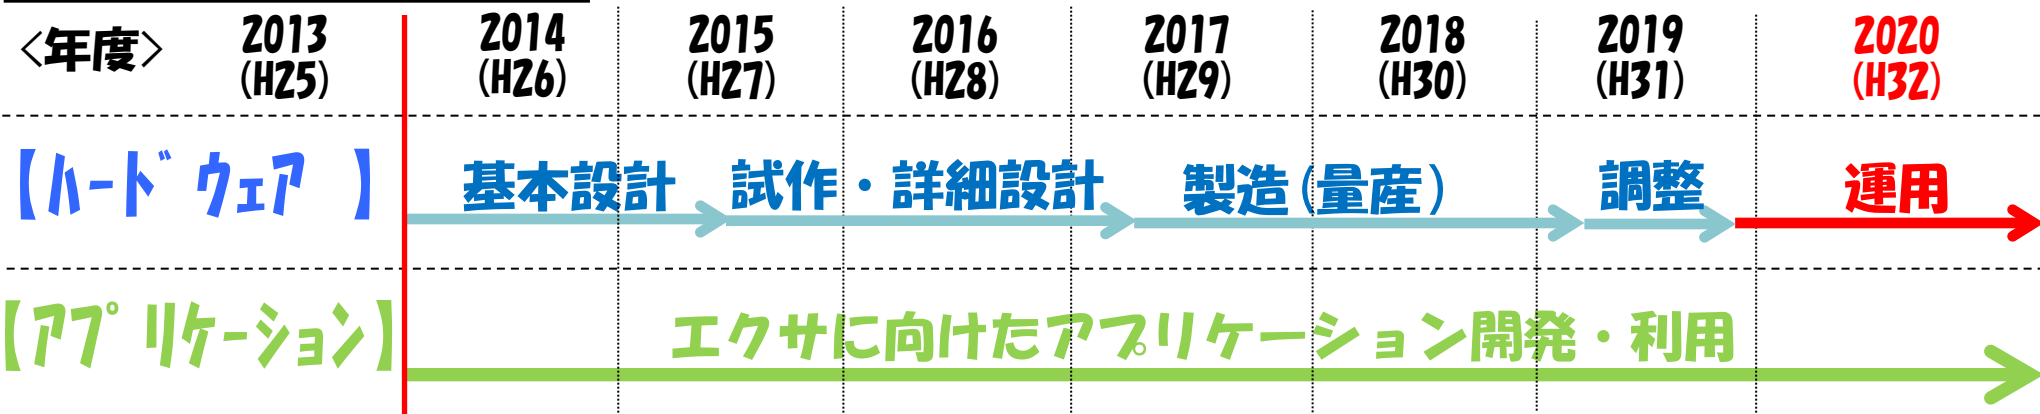 <年度> 2013 2014 2015 2016 2017 2018 2019 2020
(H25) (H26) (H27) (H28) (H29) (H30) (H31) (H32)
【ハードウェア 】 基本設計 試作・詳細設計 製造(量産) 調整 運用
【アプリケーション】 エクサに向けたアプリケーション開発・利用